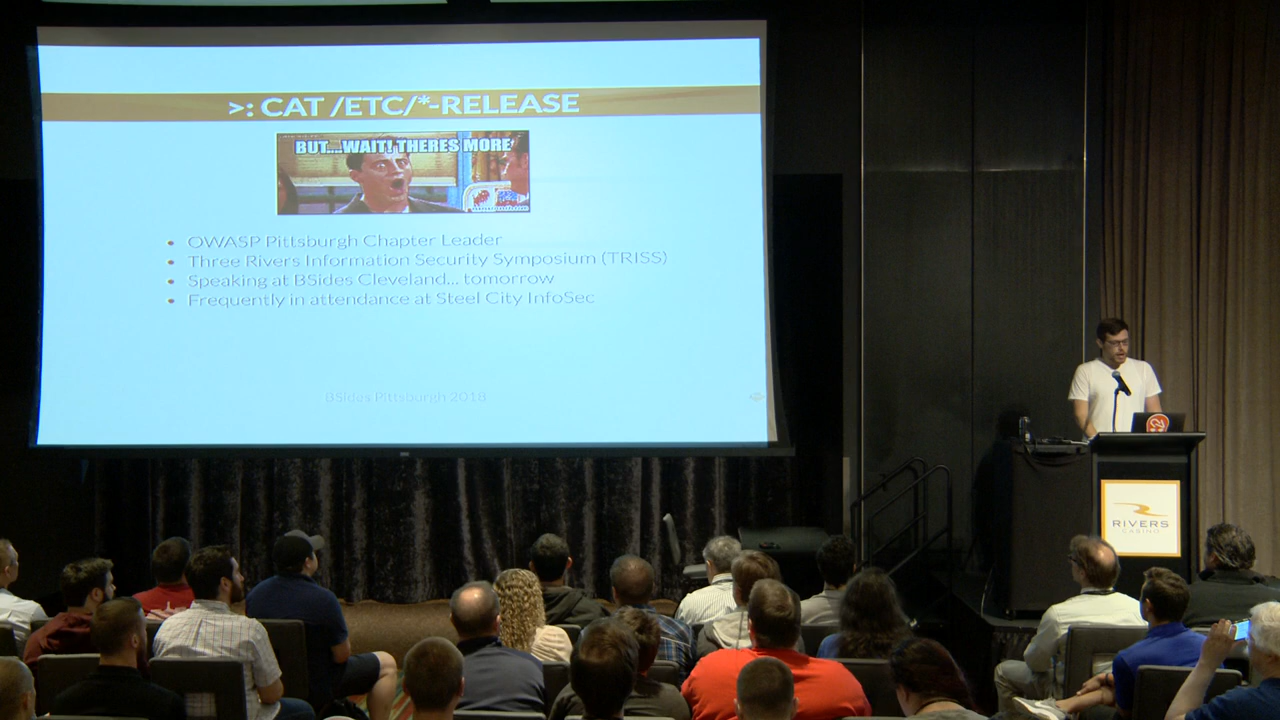 >: CAT /ETC/*-RELEASE
BUT....WAIT! THERES MORE
• OWASP Pittsburgh Chapter Leader
• Three Rivers Information Security Symposium (TRISS)
• Speaking at BSides Cleveland... tomorrow
• Frequently in attendance at Steel City InfoSec
BSides Pittsburgh 2018
RIVERS
CASINO